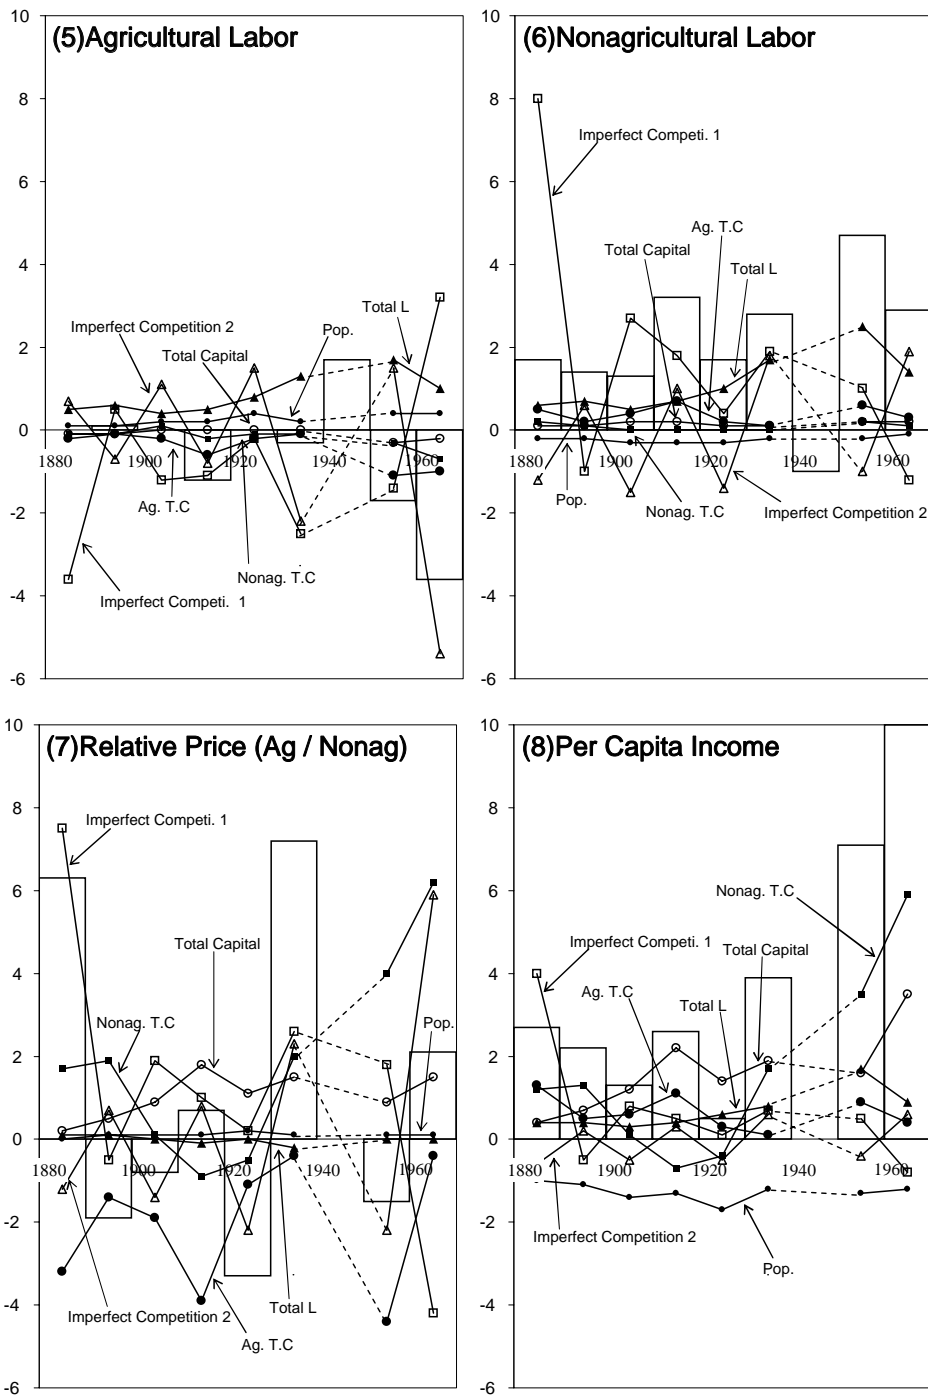 (5)Agricultural Labor
10
8
6
4
2
0
-2
-4
-6
1880
1900
1920
1940
1960
Imperfect Competition 2
Total Capital
Pop.
Total L
Ag. T.C
Nonag. T.C
Imperfect Competi. 1
(6)Nonagricultural Labor
10
8
6
4
2
0
-2
-4
-6
1880
1900
1920
1940
1960
Imperfect Competi. 1
Ag. T.C
Total Capital
Total L
Pop.
Nonag. T.C
Imperfect Competition 2
(7)Relative Price (Ag / Nonag)
10
8
6
4
2
0
-2
-4
-6
1880
1900
1920
1940
1960
Imperfect Competi. 1
Total Capital
Nonag. T.C
Pop.
Imperfect Competition 2
Total L
Ag. T.C
(8)Per Capita Income
10
8
6
4
2
0
-2
-4
-6
1880
1900
1920
1940
1960
Nonag. T.C
Imperfect Competi. 1
Total Capital
Ag. T.C
Total L
Imperfect Competition 2
Pop.